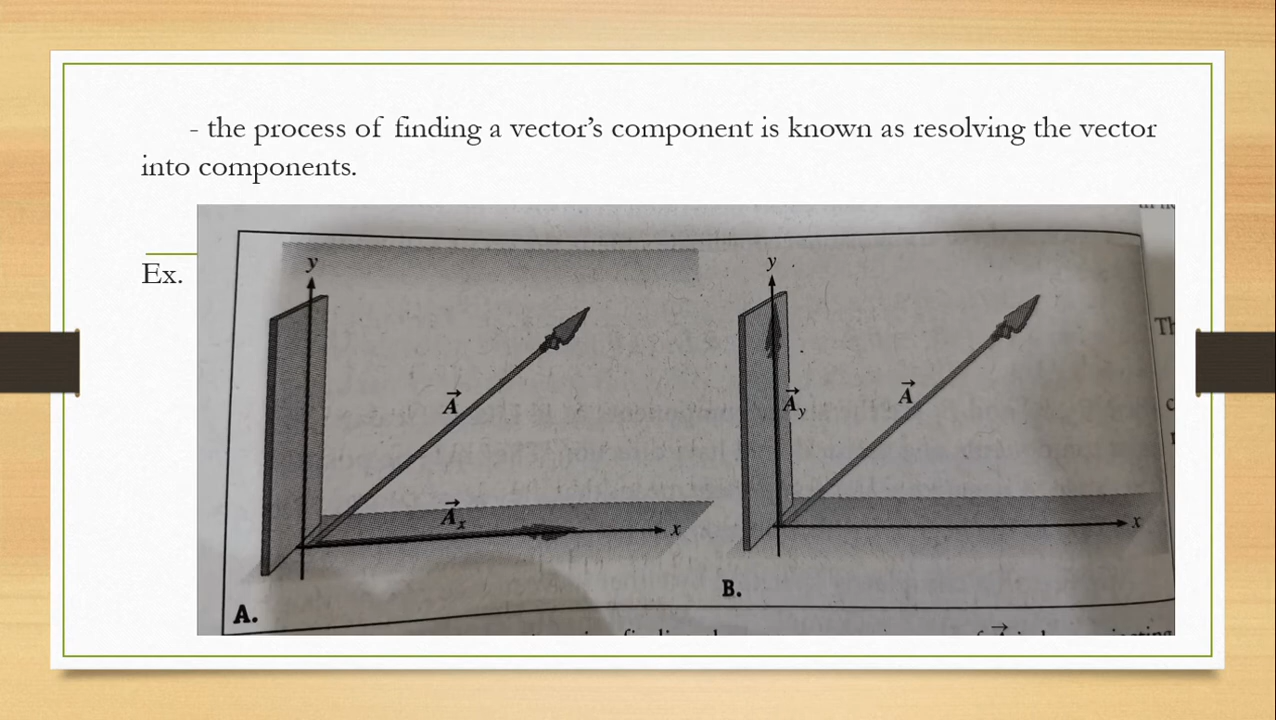 - the process of finding a vector’s component is known as resolving the vector
into components.
Ex.
y
A
A x
x
A.
y
A y
A
x
B.